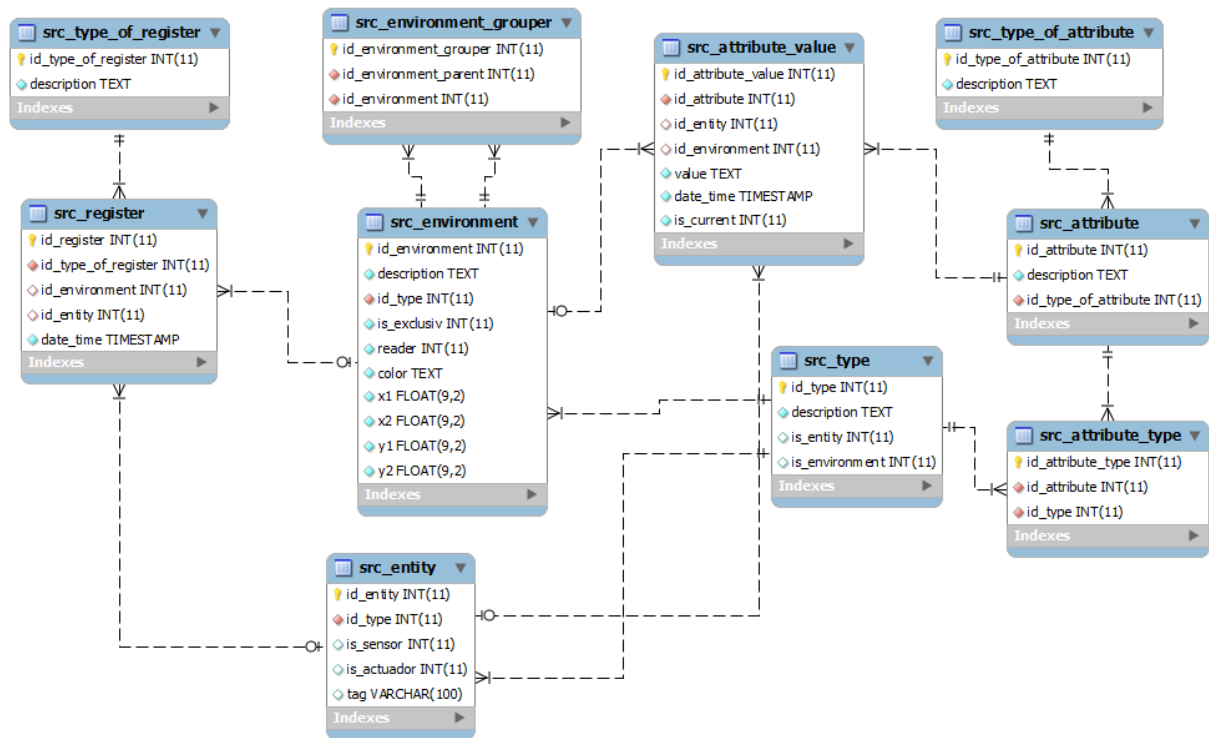 src_type_of_register
id_type_of_register INT(11)
description TEXT
Indexes
src_environment_grouper
id_environment_grouper INT(11)
id_environment_parent INT(11)
id_environment INT(11)
Indexes
src_attribute_value
id_attribute_value INT(11)
id_attribute INT(11)
id_entity INT(11)
id_environment INT(11)
value TEXT
date_time TIMESTAMP
is_current INT(11)
Indexes
src_type_of_attribute
id_type_of_attribute INT(11)
description TEXT
Indexes
src_register
id_register INT(11)
id_type_of_register INT(11)
id_environment INT(11)
id_entity INT(11)
date_time TIMESTAMP
Indexes
src_environment
id_environment INT(11)
description TEXT
id_type INT(11)
is_exclusiv INT(11)
reader INT(11)
color TEXT
x1 FLOAT(9,2)
x2 FLOAT(9,2)
y1 FLOAT(9,2)
y2 FLOAT(9,2)
Indexes
src_attribute
id_attribute INT(11)
description TEXT
id_type_of_attribute INT(11)
Indexes
src_type
id_type INT(11)
description TEXT
is_entity INT(11)
is_environment INT(11)
Indexes
src_attribute_type
id_attribute_type INT(11)
id_attribute INT(11)
id_type INT(11)
Indexes
src_entity
id_entity INT(11)
id_type INT(11)
is_sensor INT(11)
is_actuador INT(11)
tag VARCHAR(100)
Indexes